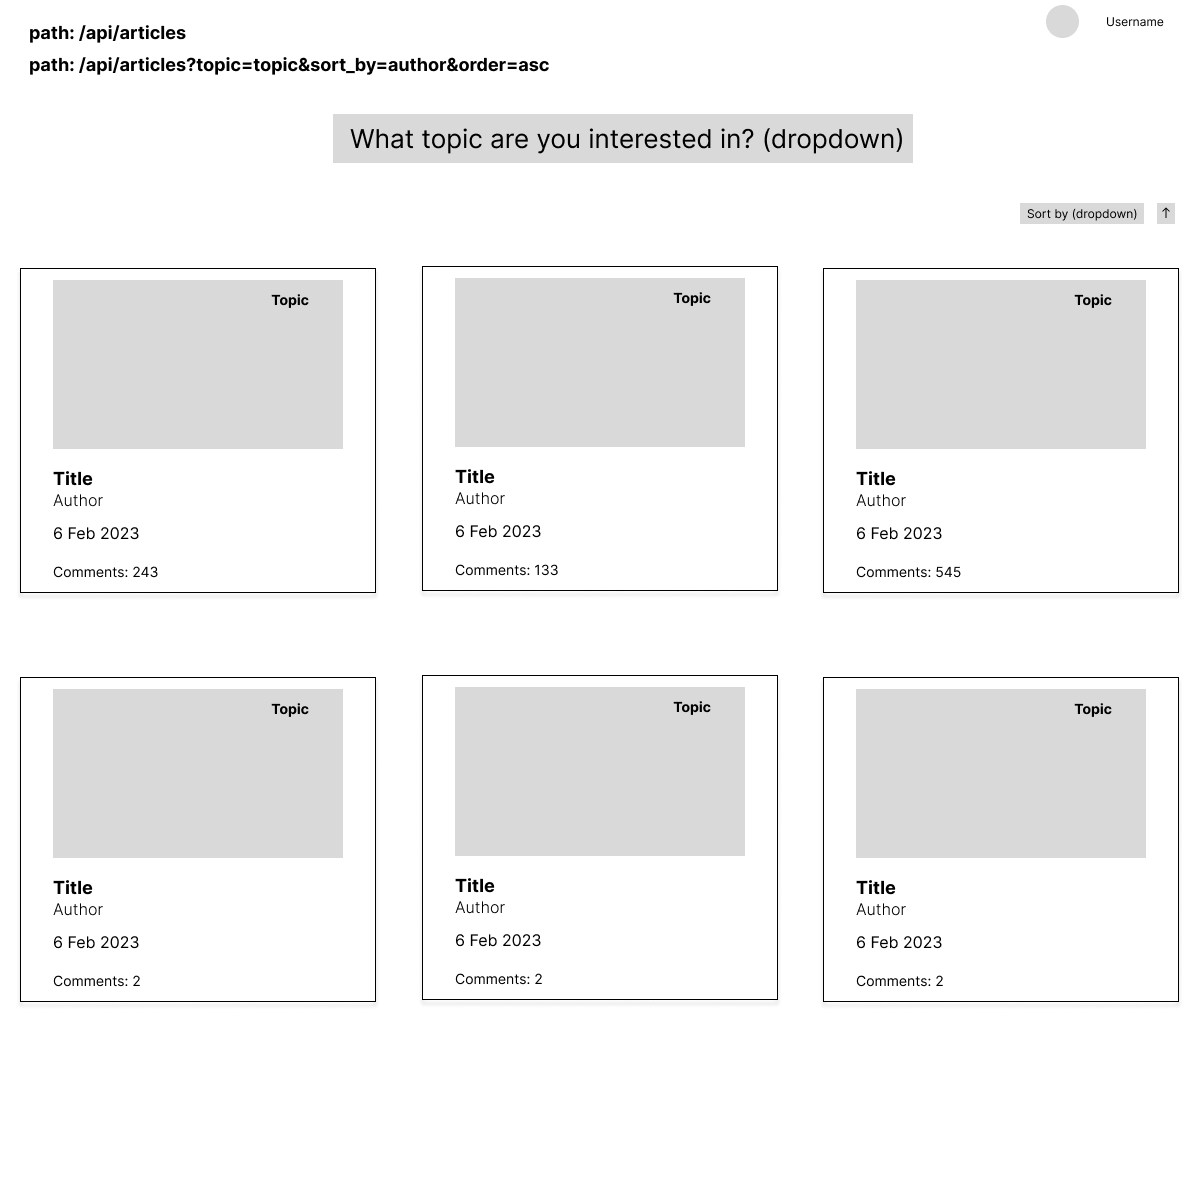 path: /api/articles
Username
path: /api/articles?topic=topic&sort_by=author&order=asc
What topic are you interested in? (dropdown)
Sort by (dropdown) ↑
Topic
Title
Author
6 Feb 2023
Comments: 243
Topic
Title
Author
6 Feb 2023
Comments: 133
Topic
Title
Author
6 Feb 2023
Comments: 545
Topic
Title
Author
6 Feb 2023
Comments: 2
Topic
Title
Author
6 Feb 2023
Comments: 2
Topic
Title
Author
6 Feb 2023
Comments: 2